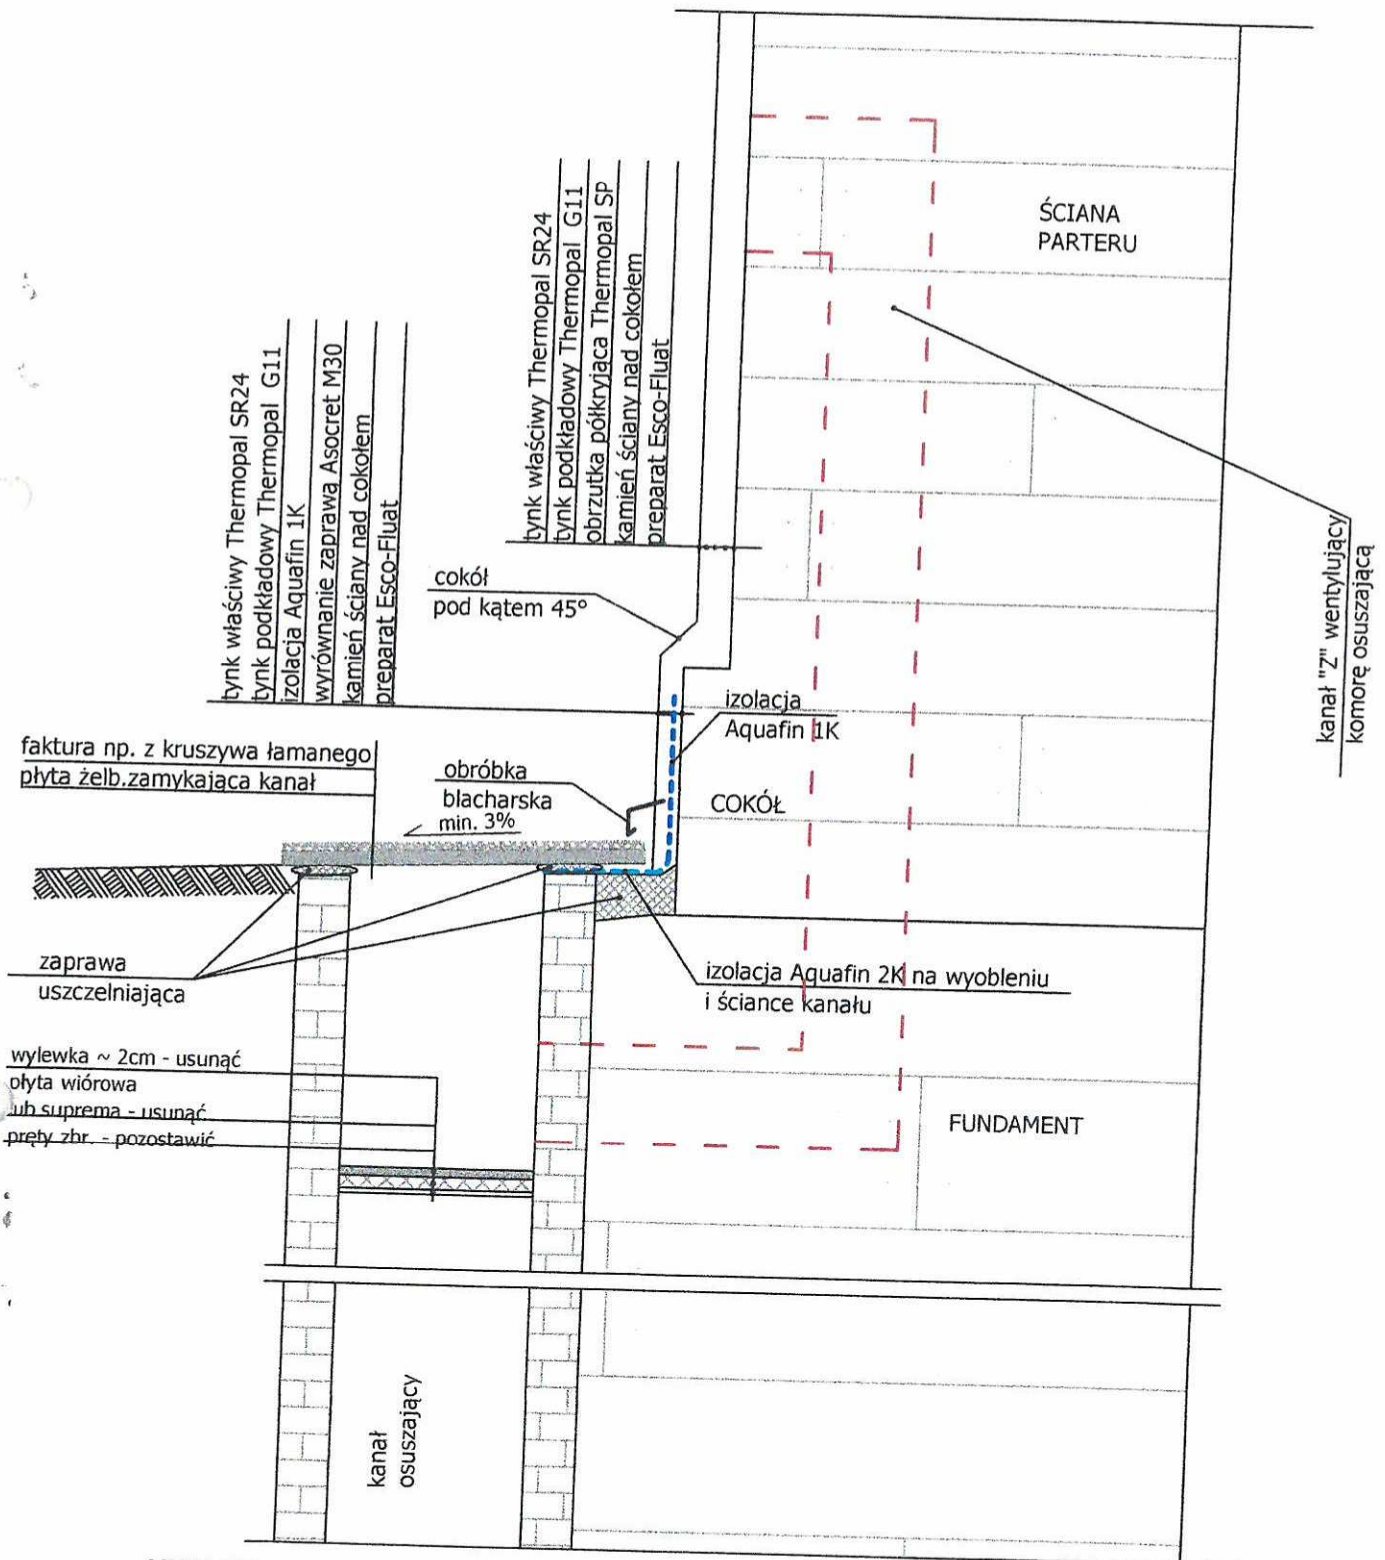 ŚCIANA
PARTERU
tynk właściwy Thermopal SR24
tynk podkładowy Thermopal G11
obrzutka półkryjąca Thermopal SP
kamień ściany nad cokołem
preparat Esco-Fluat
tynk właściwy Thermopal SR24
tynk podkładowy Thermopal G11
izolacja Aquafin 1K
wyrównanie zaprawą Asocret M30
kamień ściany nad cokołem
preparat Esco-Fluat
kanał "Z" wentylujący
komorę osuszającą
cokół
pod kątem 45°
izolacja
Aquafin 1K
faktura np. z kruszywa łamanego
płyta żelb.zamykająca kanał
obróbka
blacharska
min. 3%
COKÓŁ
zaprawa
uszczelniająca
izolacja Aquafin 2K na wyobleniu
i ściance kanału
wylewka ~ 2cm - usunąć
płyta wiórowa
lub suprema - usunąć
pręty zbr. - pozostawić
FUNDAMENT
kanał
osuszający